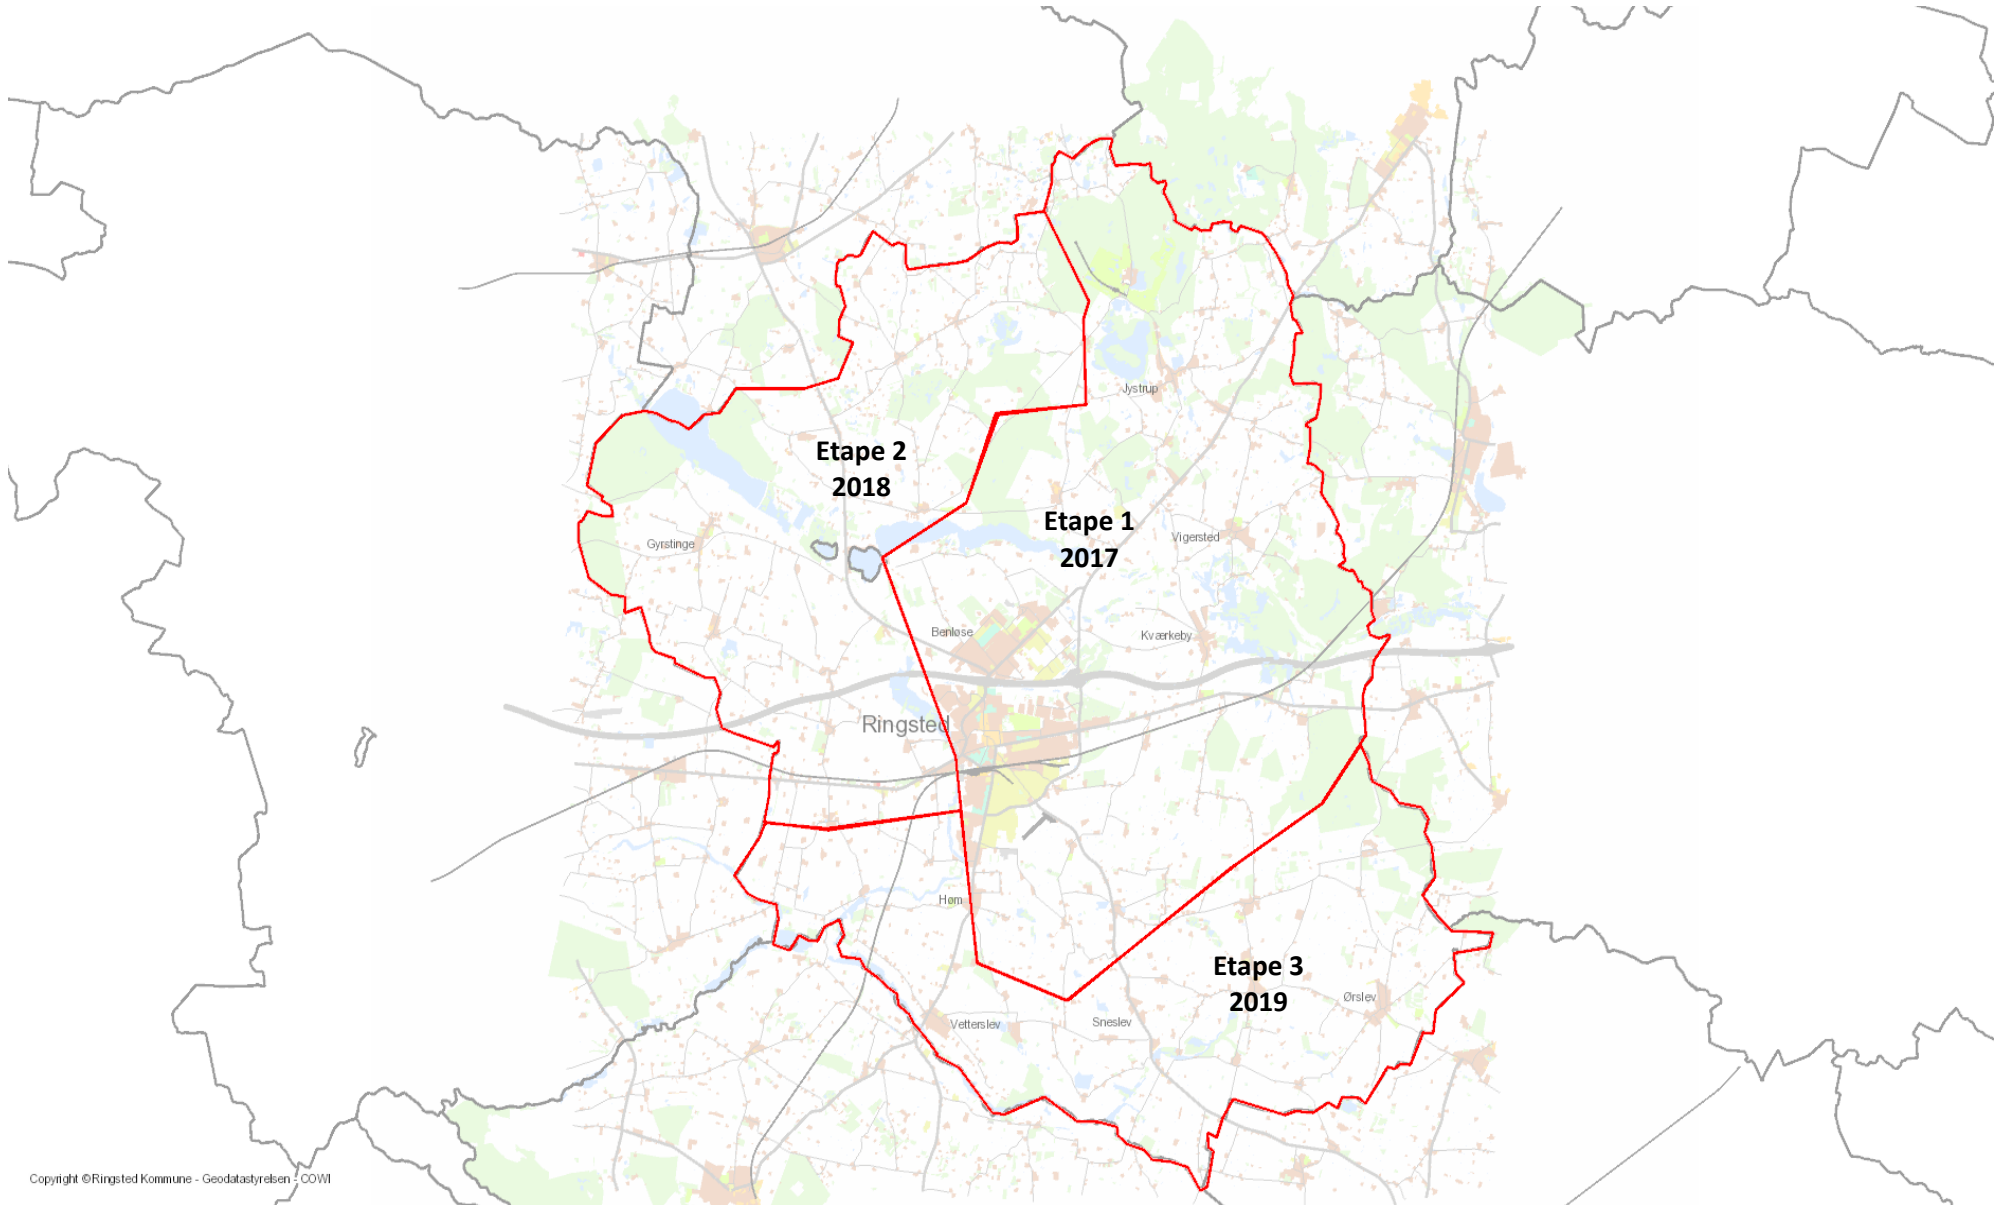 Jystrup
Etape 2
2018
Etape 1
2017
Gyrstinge
Vigersted
Benløse
Kværkeby
Ringsted
Høm
Etape 3
2019
Ørslev
Vetterslev
Sneslev
Copyright ©Ringsted Kommune - Geodatastyrelsen - COWI